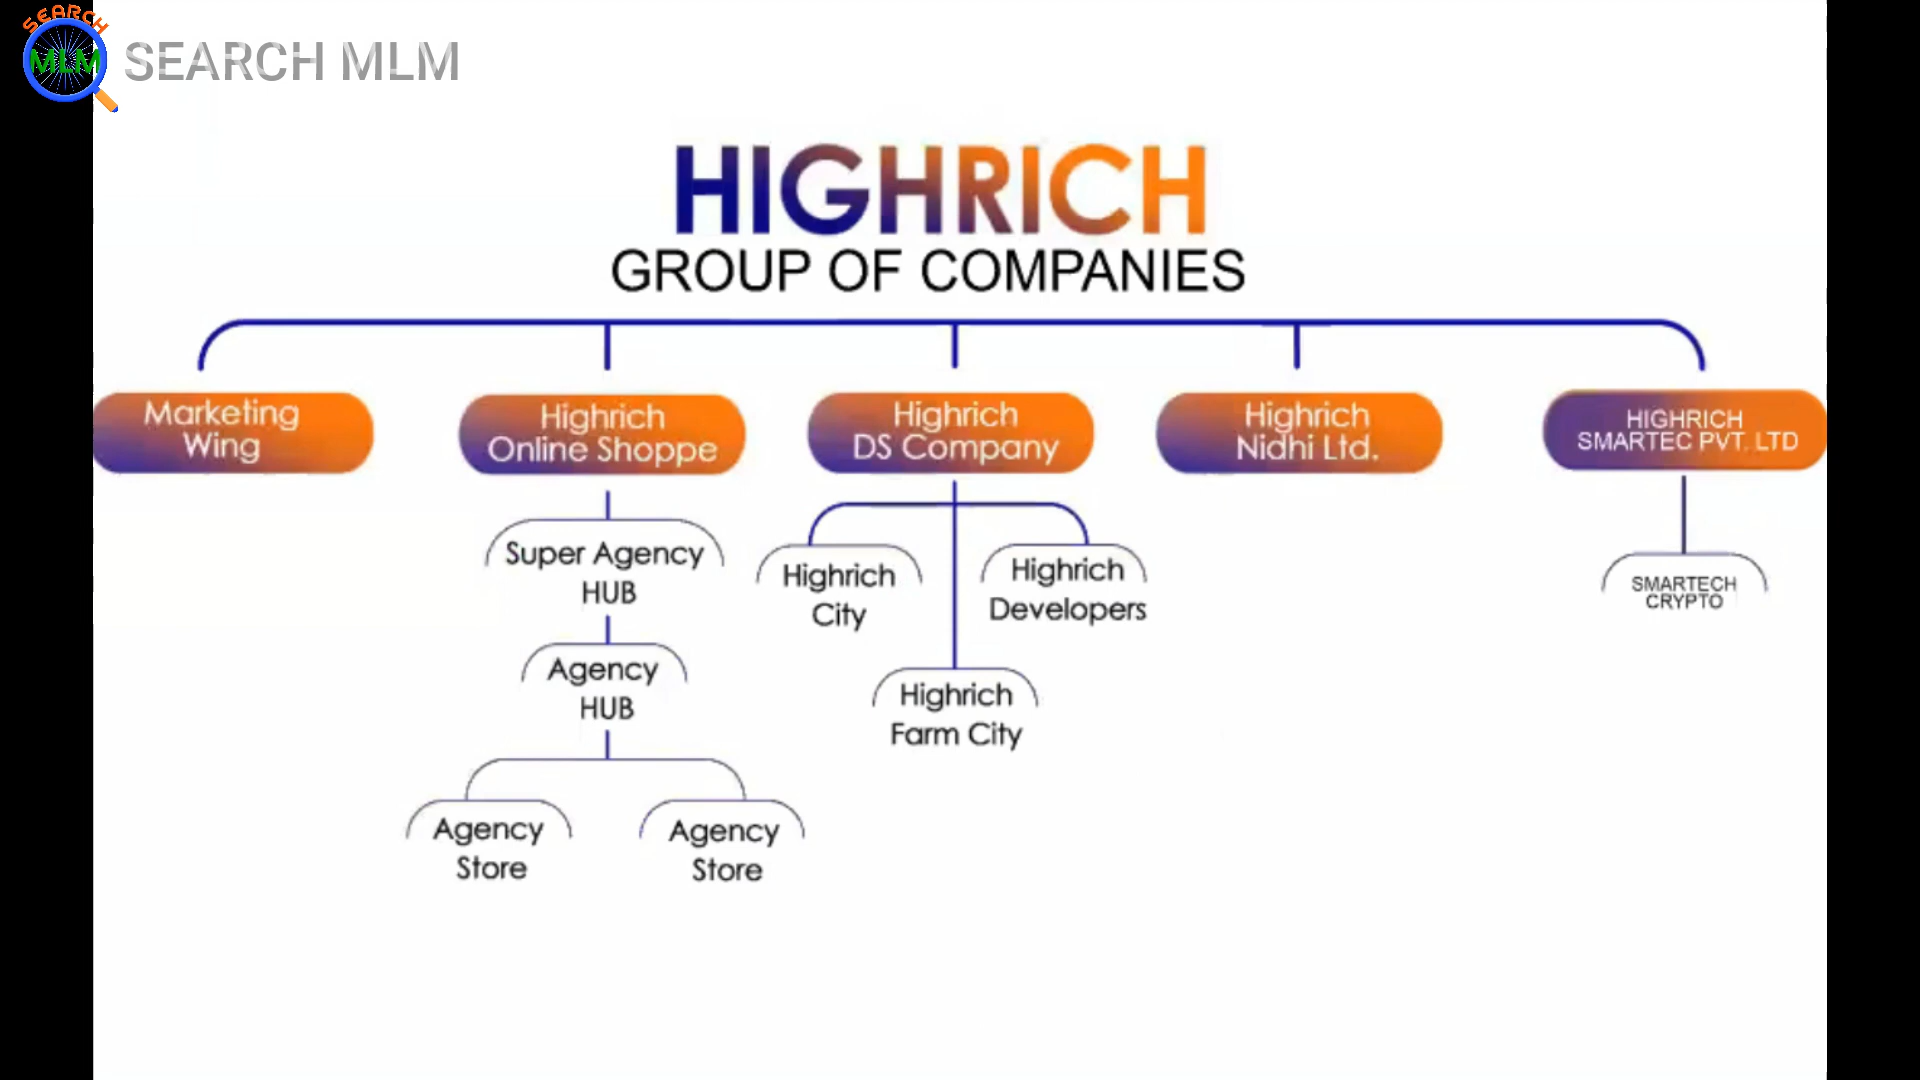 SEARCH
MLM
SEARCH MLM
HIGHRICH
GROUP OF COMPANIES
Marketing
Wing
Highrich
Online Shoppe
Highrich
DS Company
Highrich
Nidhi Ltd.
HIGHRICH
SMARTEC PVT. LTD
Super Agency
HUB
Agency
HUB
Agency
Store
Agency
Store
Highrich
City
Highrich
Developers
Highrich
Farm City
SMARTECH
CRYPTO